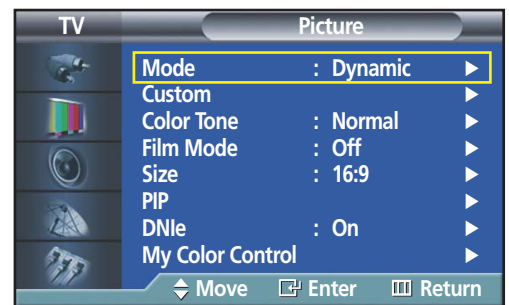 TV Picture
Mode : Dynamic
Custom
Color Tone : Normal
Film Mode : Off
Size : 16:9
PIP
DNIe : On
My Color Control
Move Enter Return